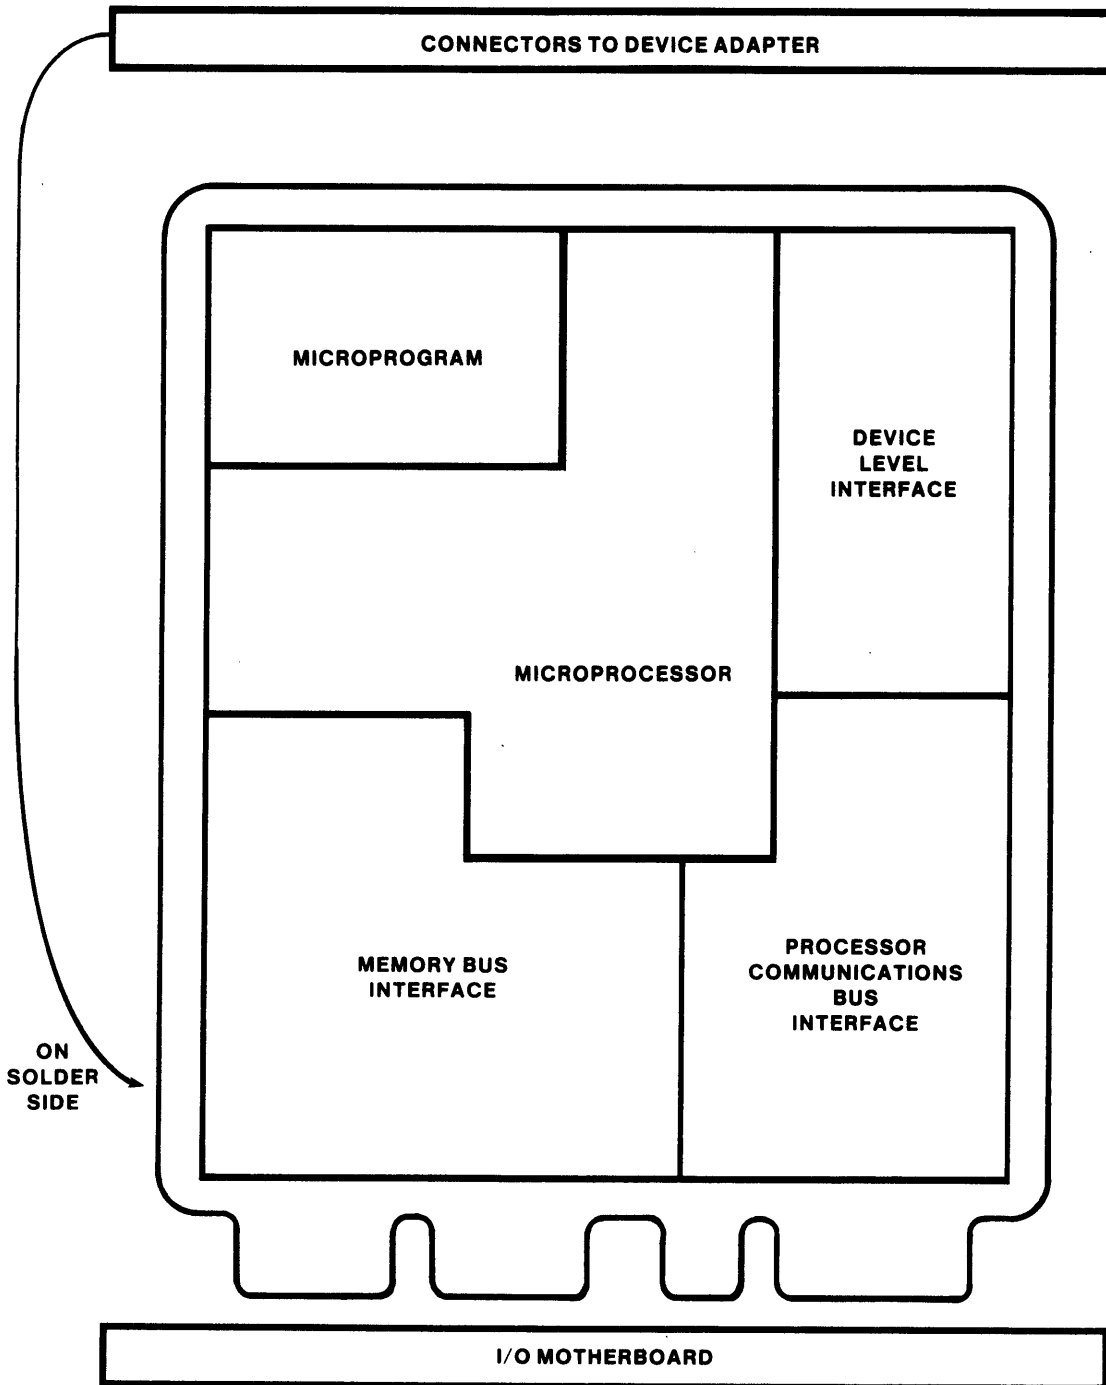 CONNECTORS TO DEVICE ADAPTER
MICROPROGRAM
DEVICE
LEVEL
INTERFACE
MICROPROCESSOR
MEMORY BUS
INTERFACE
PROCESSOR
COMMUNICATIONS
BUS
INTERFACE
ON
SOLDER
SIDE
I/O MOTHERBOARD